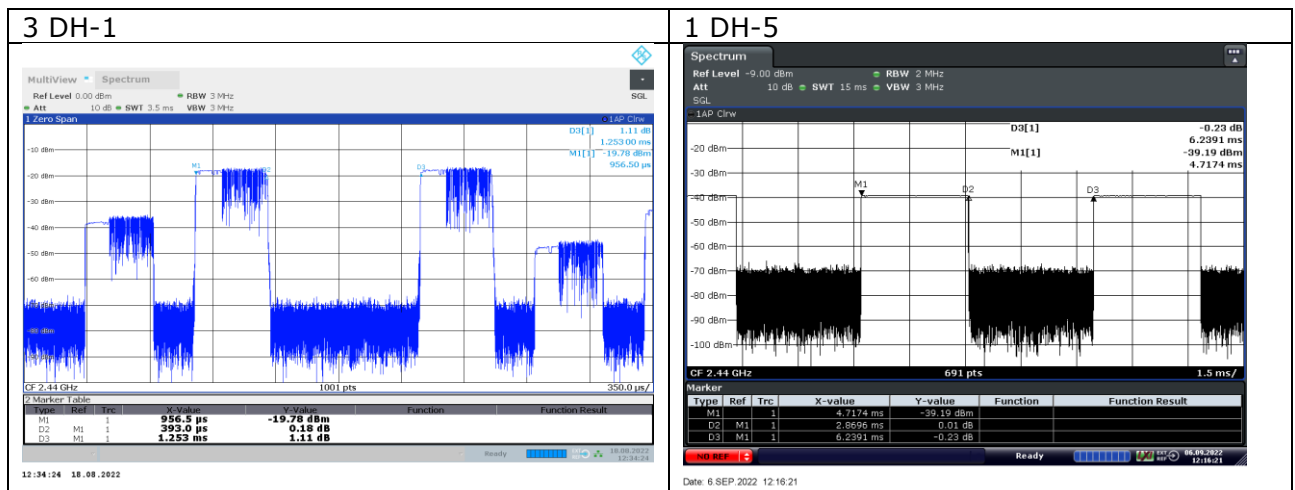 3 DH-1
MultiView Spectrum
Ref Level 0.00 dBm RBW 3 MHz
SGL
Att 10 dB SWT 3.5 ms VBW 3 MHz
1 Zero Span
1AP Clrw
D3[1] 1.11 dB
1.25300 ms
M1[1] -19.78 dBm
956.50 µs
-10 dBm
-20 dBm
-30 dBm
-40 dBm
-50 dBm
-60 dBm
M1
D2
D3
CF 2.44 GHz 1001 pts 350.0 µs/
2 Marker Table
Type Ref Trc X-Value Y-Value Function Function Result
M1 1 956.5 µs -19.78 dBm
D2 M1 1 393.0 µs 0.18 dB
D3 M1 1 1.253 ms 1.11 dB
Ready 18.08.2022
12:34:24
12:34:24 18.08.2022
1 DH-5
Spectrum
Ref Level -9.00 dBm RBW 2 MHz
Att 10 dB SWT 15 ms VBW 3 MHz
SGL
1AP Clrw
D3[1] -0.23 dB
6.2391 ms
M1[1] -39.19 dBm
4.7174 ms
-20 dBm
-30 dBm
-40 dBm
-50 dBm
-60 dBm
-70 dBm
-80 dBm
-90 dBm
-100 dBm
M1
D2
D3
CF 2.44 GHz 691 pts 1.5 ms/
Marker
Type Ref Trc X-value Y-value Function Function Result
M1 1 4.7174 ms -39.19 dBm
D2 M1 1 2.8696 ms 0.01 dB
D3 M1 1 6.2391 ms -0.23 dB
NO REF Ready EXT REF 06.09.2022
12:16:21
Date: 6.SEP.2022 12:16:21